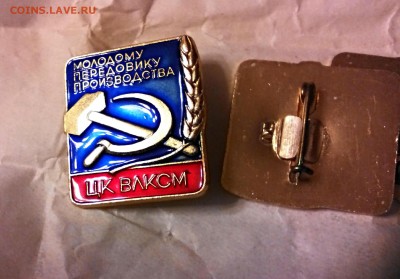 COINS.LAVE.RU
МОЛОДОМУ
ПЕРЕДОВИКУ
ПРОИЗВОДСТВА
ЦК ВЛКСМ